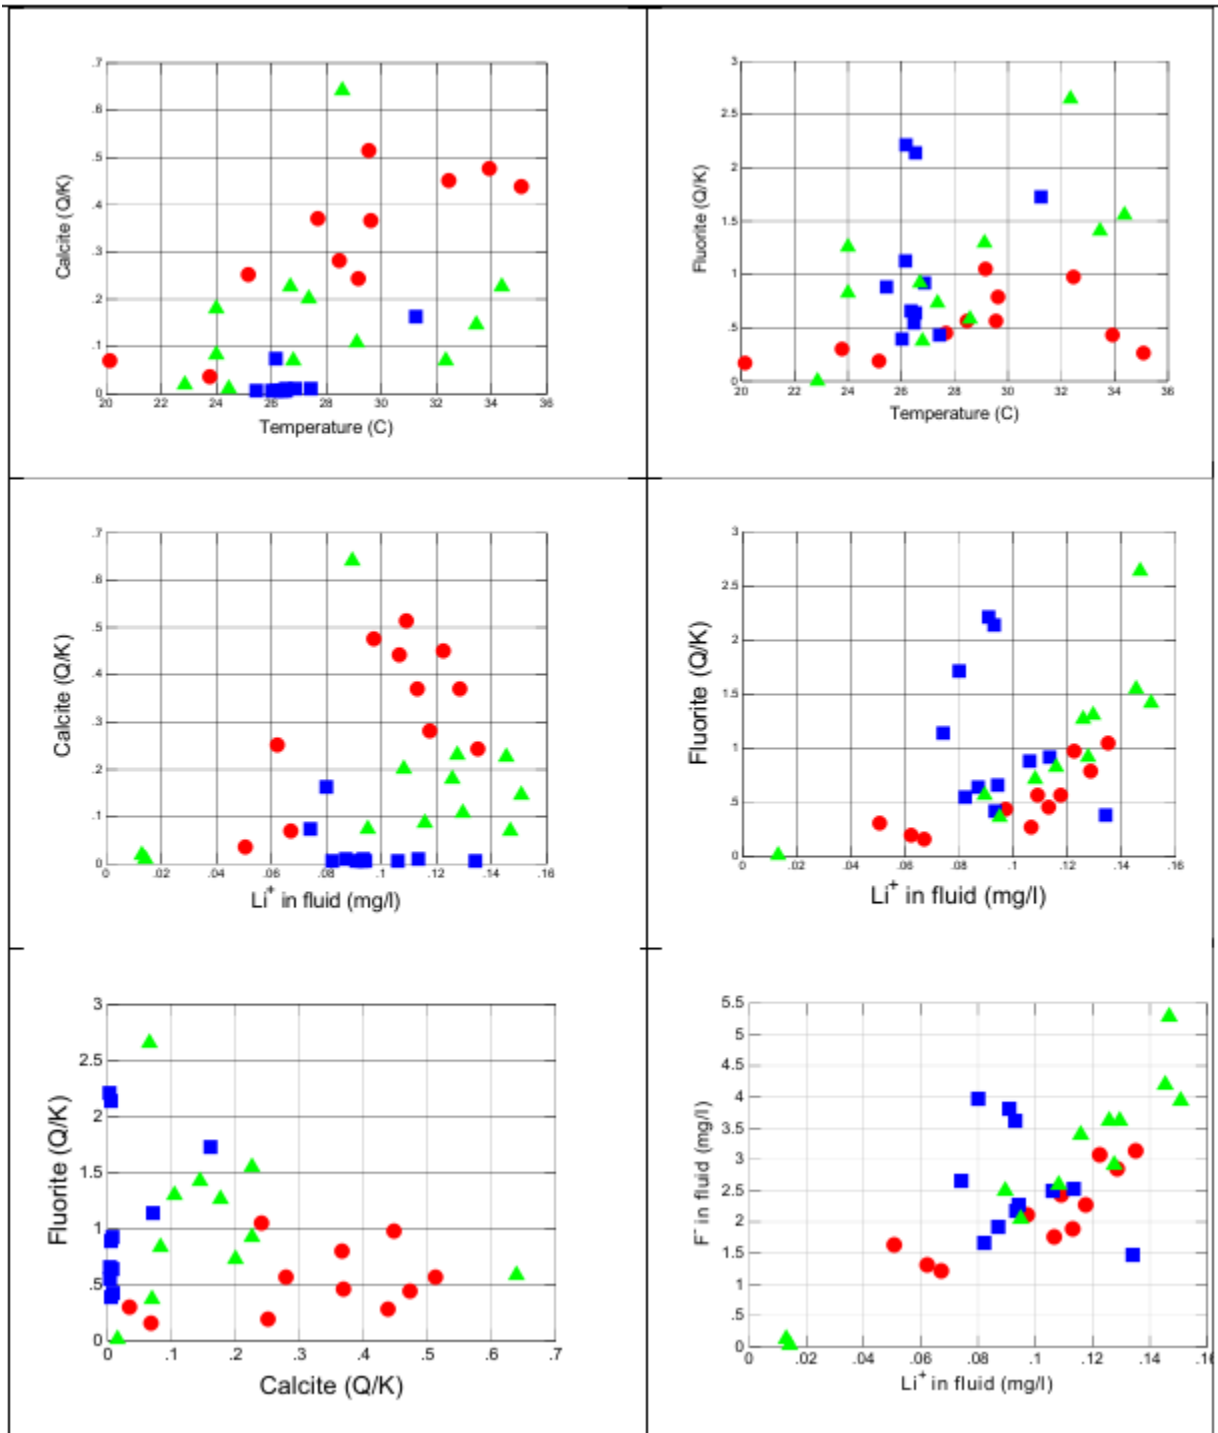 .7
.6
.5
.4
.3
.2
.1
0
20 22 24 26 28 30 32 34 36
Calcite (Q/K)
Temperature (C)
3
2.5
2
1.5
1
.5
0
20 22 24 26 28 30 32 34 36
Fluorite (Q/K)
Temperature (C)
.7
.6
.5
.4
.3
.2
.1
0
0 .02 .04 .06 .08 .1 .12 .14 .16
Calcite (Q/K)
Li⁺ in fluid (mg/l)
3
2.5
2
1.5
1
.5
0
0 .02 .04 .06 .08 .1 .12 .14 .16
Fluorite (Q/K)
Li⁺ in fluid (mg/l)
3
2.5
2
1.5
1
.5
0
0 .1 .2 .3 .4 .5 .6 .7
Fluorite (Q/K)
Calcite (Q/K)
5.5
5
4.5
4
3.5
3
2.5
2
1.5
1
.5
0
0 .02 .04 .06 .08 .1 .12 .14 .16
F⁻ in fluid (mg/l)
Li⁺ in fluid (mg/l)